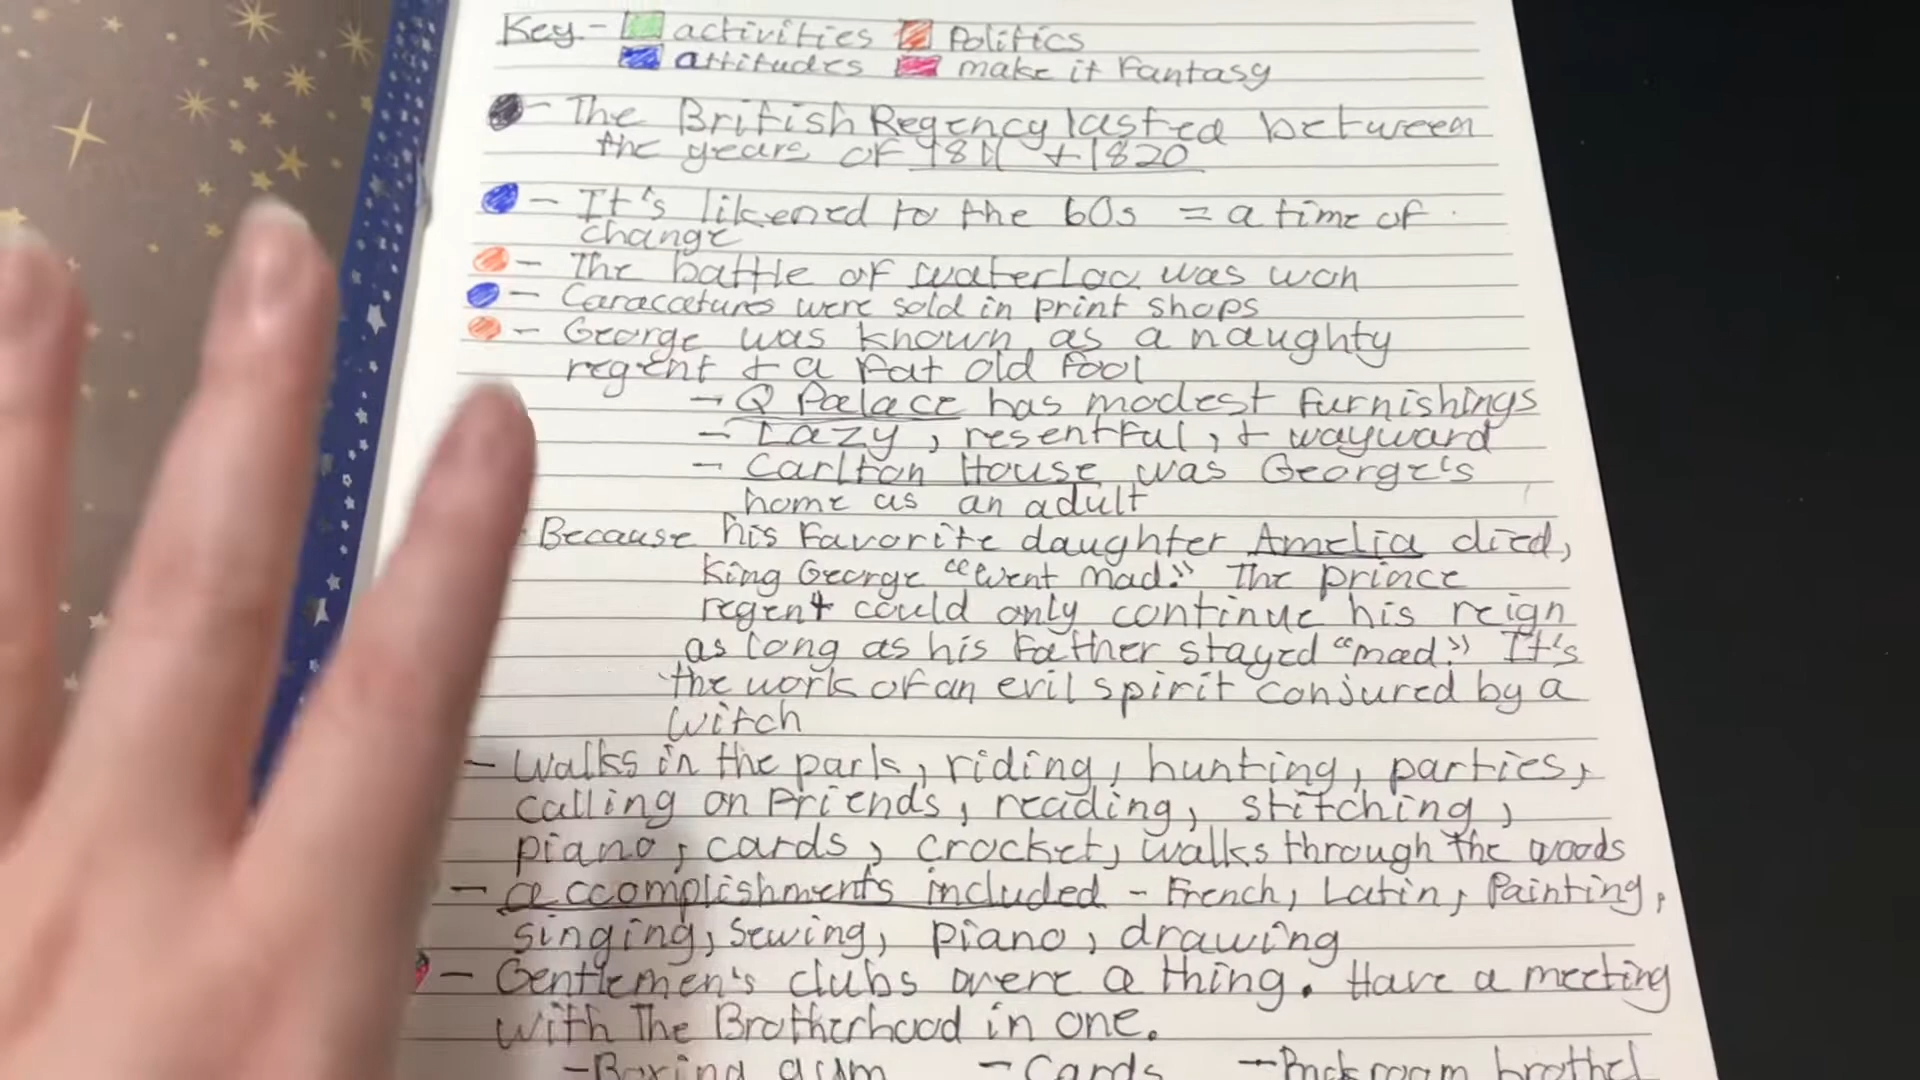 Key - activities Politics
attitudes make it Fantasy
- The British Regency lasted between
the years of 1811 + 1820
- It's likened to the 60s = a time of
change
- The battle of waterloo was won
- Caraccatures were sold in print shops
- George was known as a naughty
regent + a fat old fool
- Q Palace has modest furnishings
- Lazy, resentful, + wayward
- Carlton House was George's
home as an adult
Because his favorite daughter Amelia died,
King George "went mad." The prince
regent could only continue his reign
as long as his father stayed "mad." It's
the work of an evil spirit conjured by a
witch
- walks in the park, riding, hunting, parties,
calling on friends, reading, stitching,
piano, cards, crocket, walks through the woods
- accomplishments included - French, Latin, Painting,
singing, sewing, piano, drawing
- Gentlemen's clubs were a thing. Have a meeting
with The Brotherhood in one.
- Boxing gym - Cards - Back room brothel